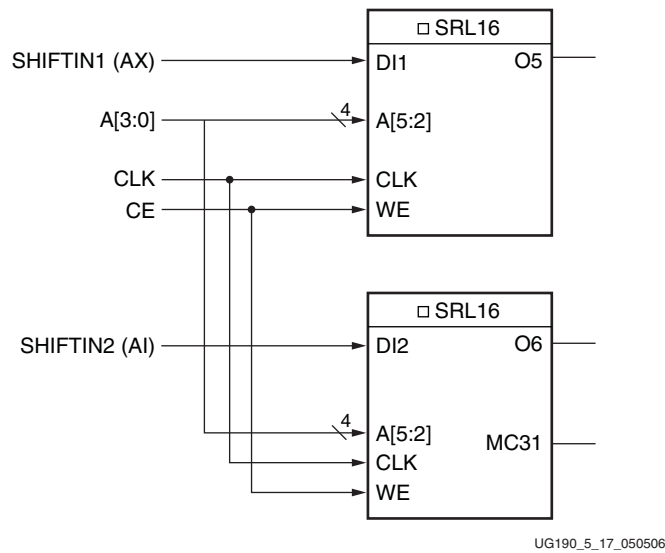 SRL16
SHIFTIN1 (AX)
DI1
O5
A[3:0]
4
A[5:2]
CLK
CLK
CE
WE
SRL16
SHIFTIN2 (AI)
DI2
O6
4
A[5:2]
MC31
CLK
WE
UG190_5_17_050506